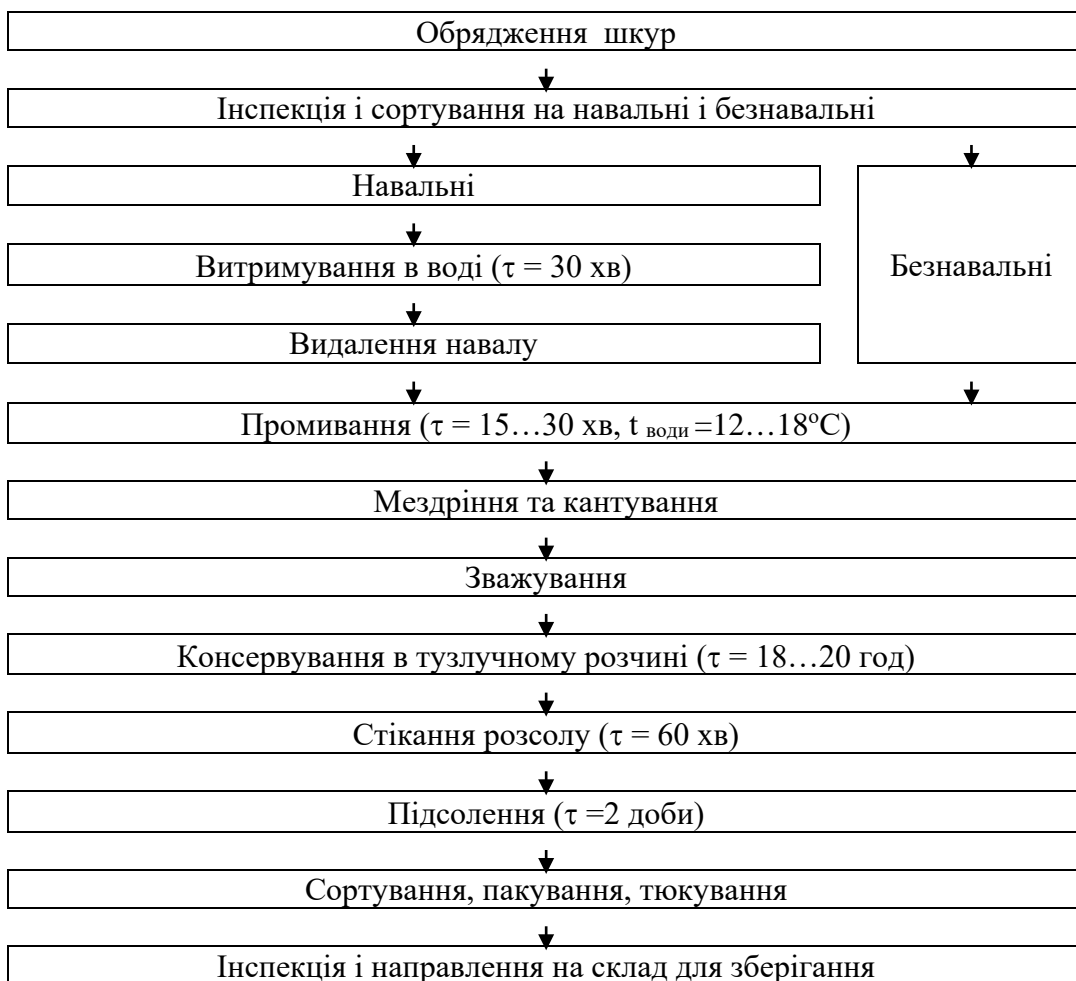 Обрядження шкур
Інспекція і сортування на навальні і безнавальні
Навальні
Витримування в воді (τ = 30 хв)
Безнавальні
Видалення навалу
Промивання (τ = 15…30 хв, t води =12…18ºС)
Мездріння та кантування
Зважування
Консервування в тузлучному розчині (τ = 18…20 год)
Стікання розсолу (τ = 60 хв)
Підсолення (τ =2 доби)
Сортування, пакування, тюкування
Інспекція і направлення на склад для зберігання